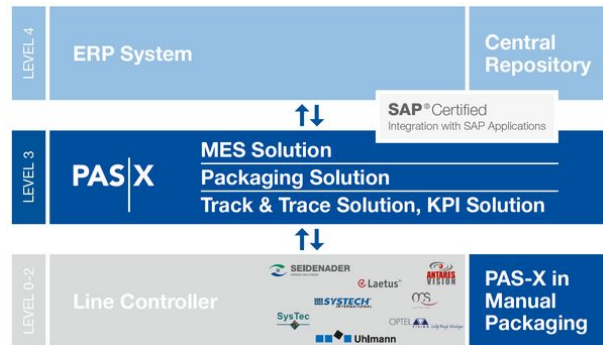 LEVEL 4
ERP System
Central
Repository
SAP® Certified
Integration with SAP Applications
LEVEL 3
PAS|X
MES Solution
Packaging Solution
Track & Trace Solution, KPI Solution
LEVEL 0-2
Line Controller
SEIDENADER
Laetus®
ANTARES
VISION
SYSTECH
INTERNATIONAL
SysTec
OPTEL
VISION
Uhlmann
PAS-X in
Manual
Packaging